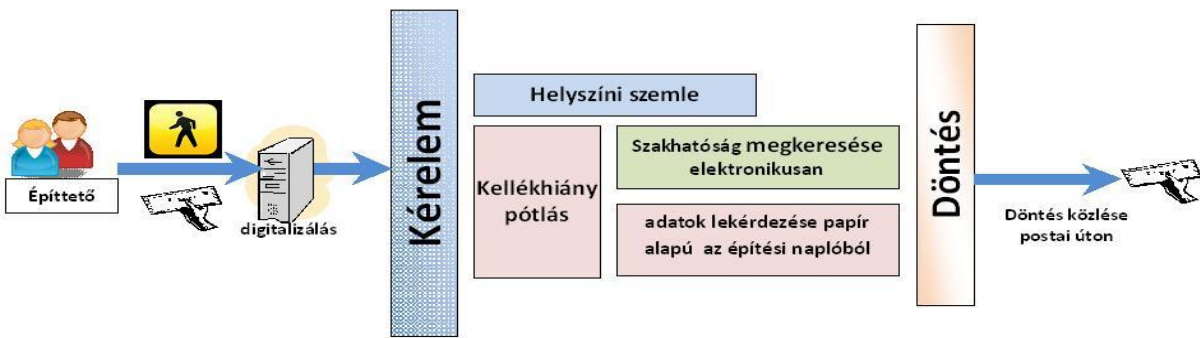 Építtető
digitalizálás
Kérelem
Helyszíni szemle
Kellékhiány
pótlás
Szakhatóság megkeresése
elektronikusan
adatok lekérdezése papír
alapú az építési naplóból
Döntés
Döntés közlése
postai úton